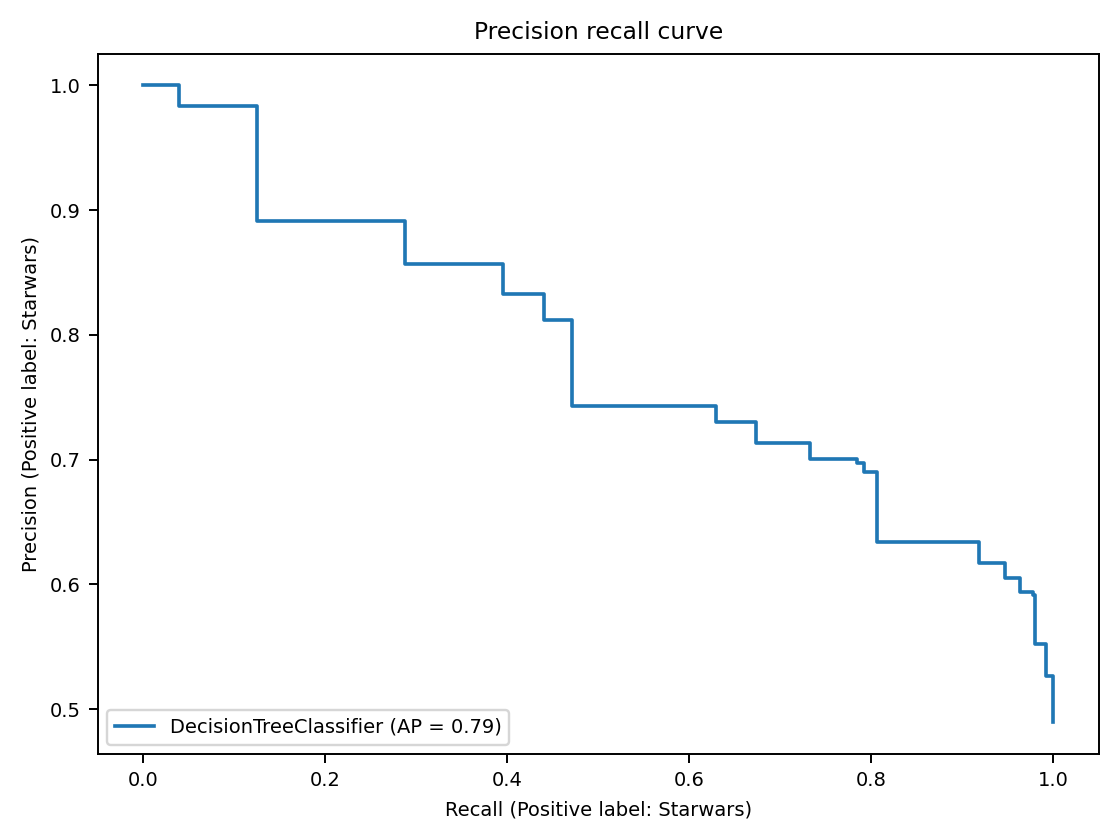 Precision recall curve
Precision (Positive label: Starwars)
1.0
0.9
0.8
0.7
0.6
0.5
DecisionTreeClassifier (AP = 0.79)
0.0 0.2 0.4 0.6 0.8 1.0
Recall (Positive label: Starwars)